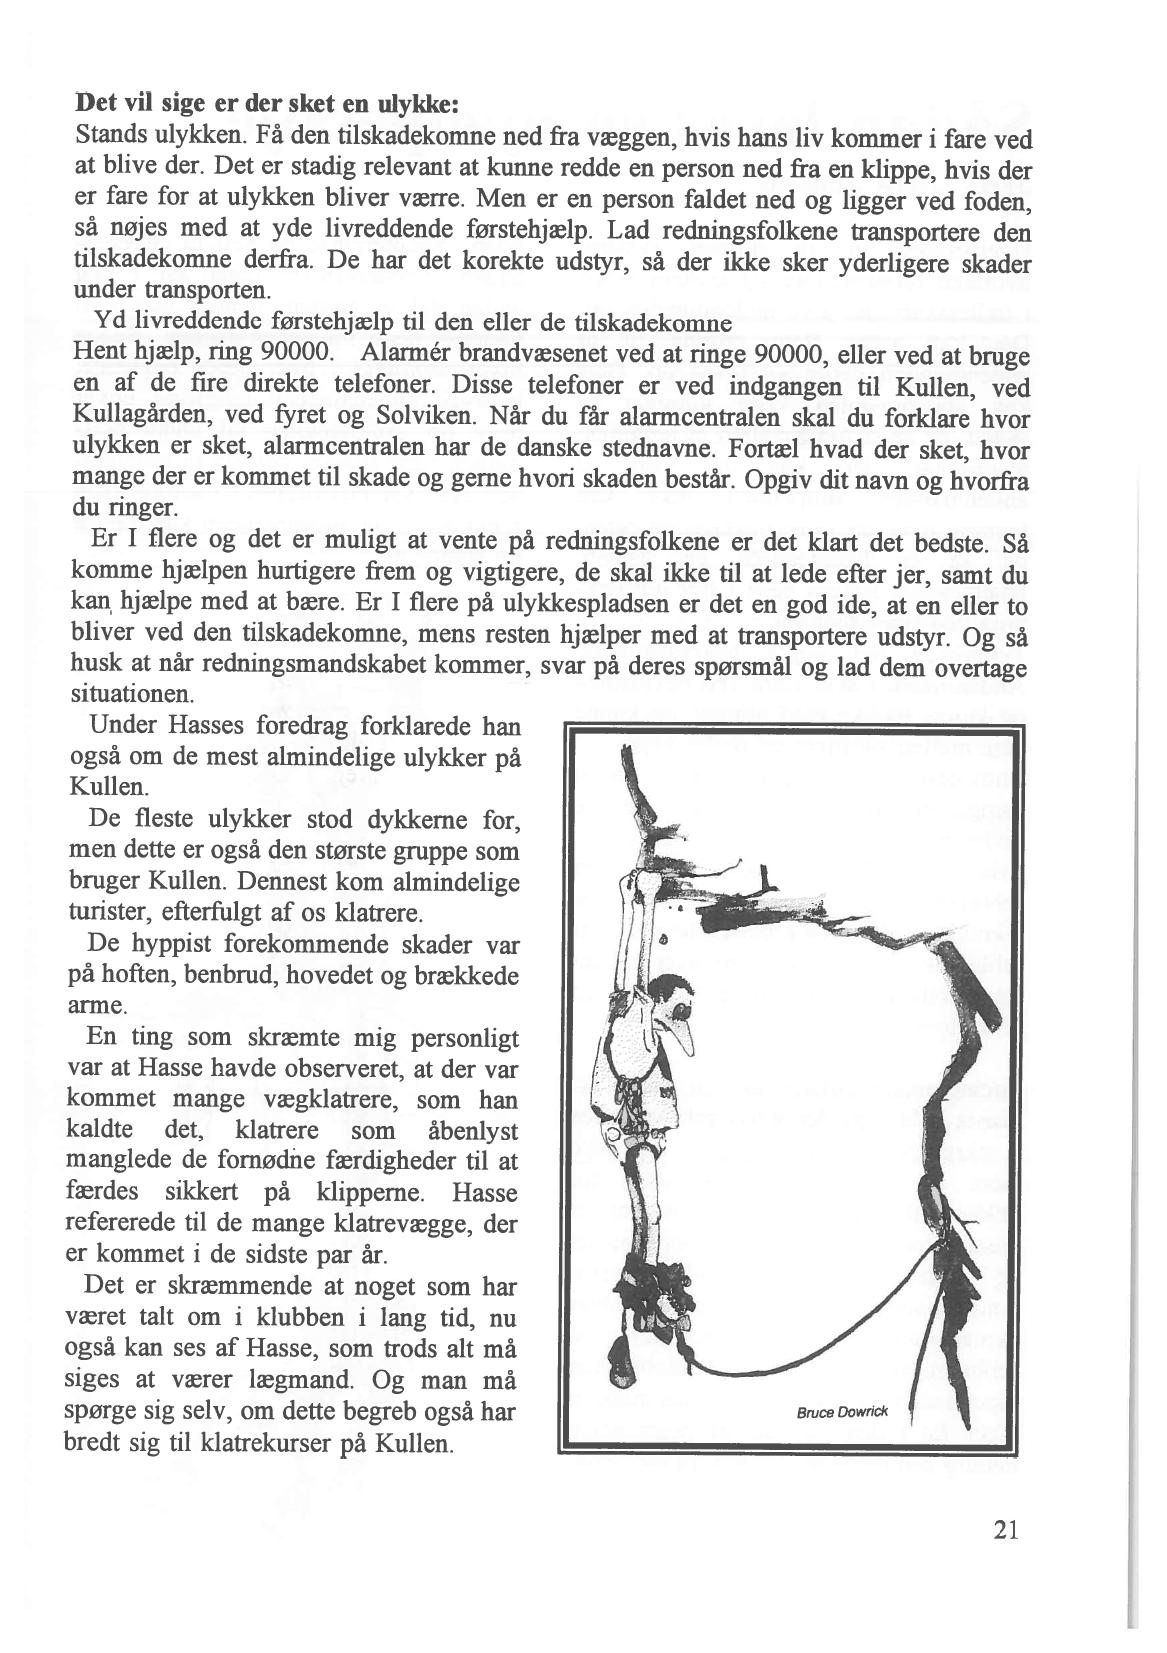 Det vil sige er der sket en ulykke:
Stands ulykken. Få den tilskadekomne ned fra væggen, hvis hans liv kommer i fare ved
at blive der. Det er stadig relevant at kunne redde en person ned fra en klippe, hvis der
er fare for at ulykken bliver værre. Men er en person faldet ned og ligger ved foden,
så nøjes med at yde livreddende førstehjælp. Lad redningsfolkene transportere den
tilskadekomne derfra. De har det korekte udstyr, så der ikke sker yderligere skader
under transporten.
Yd livreddende førstehjælp til den eller de tilskadekomne
Hent hjælp, ring 90000. Alarmér brandvæsenet ved at ringe 90000, eller ved at bruge
en af de fire direkte telefoner. Disse telefoner er ved indgangen til Kullen, ved
Kullagården, ved fyret og Solviken. Når du får alarmcentralen skal du forklare hvor
ulykken er sket, alarmcentralen har de danske stednavne. Fortæl hvad der sket, hvor
mange der er kommet til skade og gerne hvori skaden består. Opgiv dit navn og hvorfra
du ringer.
Er I flere og det er muligt at vente på redningsfolkene er det klart det bedste. Så
komme hjælpen hurtigere frem og vigtigere, de skal ikke til at lede efter jer, samt du
kan hjælpe med at bære. Er I flere på ulykkespladsen er det en god ide, at en eller to
bliver ved den tilskadekomne, mens resten hjælper med at transportere udstyr. Og så
husk at når redningsmandskabet kommer, svar på deres spørsmål og lad dem overtage
situationen.
Under Hasses foredrag forklarede han
også om de mest almindelige ulykker på
Kullen.
De fleste ulykker stod dykkerne for,
men dette er også den største gruppe som
bruger Kullen. Dennest kom almindelige
turister, efterfulgt af os klatrere.
De hyppist forekommende skader var
på hoften, benbrud, hovedet og brækkede
arme.
En ting som skræmte mig personligt
var at Hasse havde observeret, at der var
kommet mange vægklatrere, som han
kaldte det, klatrere som åbenlyst
manglede de fornødne færdigheder til at
færdes sikkert på klipperne. Hasse
refererede til de mange klatrevægge, der
er kommet i de sidste par år.
Det er skræmmende at noget som har
været talt om i klubben i lang tid, nu
også kan ses af Hasse, som trods alt må
siges at værer lægmand. Og man må
spørge sig selv, om dette begreb også har
bredt sig til klatrekurser på Kullen.
Bruce Dowrick
21